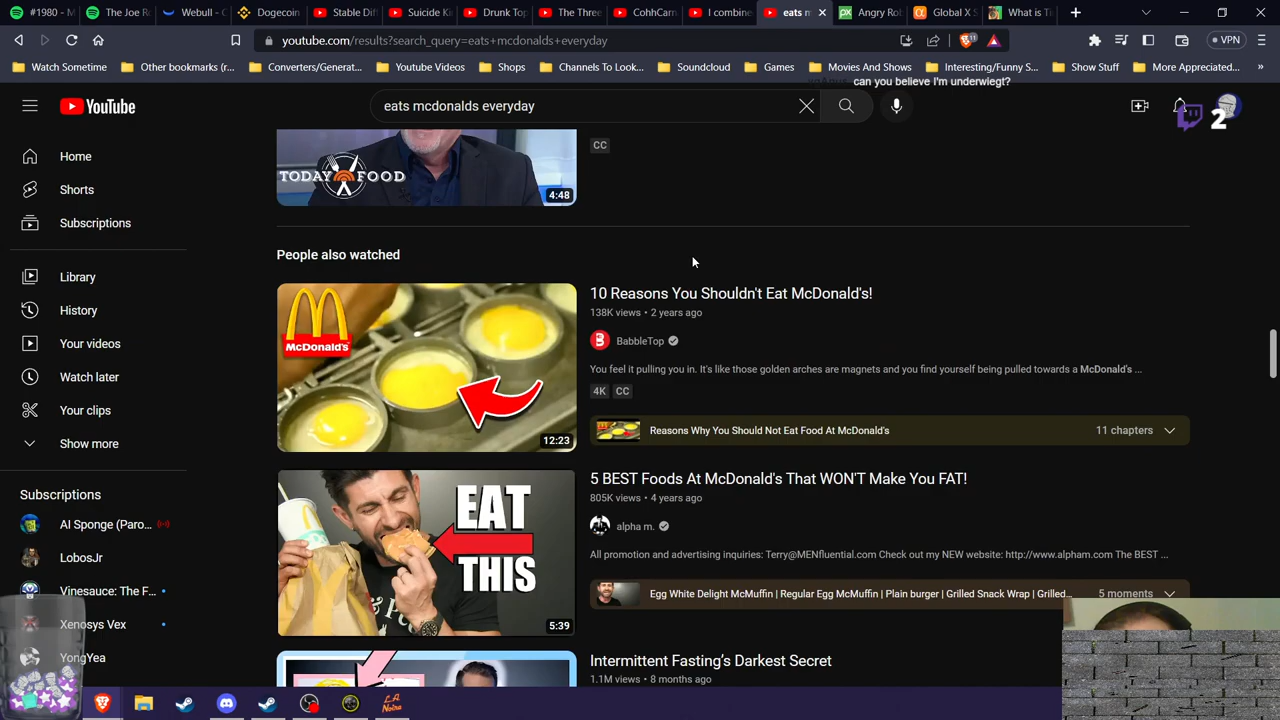 #1980 - M
The Joe Ro
Webull - C
Dogecoin
Stable Dif
Suicide Ki
Drunk Top
The Three
CohhCarn
I combine
eats m
Angry Rob
Global X S
What is Ti
youtube.com/results?search_query=eats+mcdonalds+everyday
11
VPN
Watch Sometime
Other bookmarks (r...
Converters/Generat...
Youtube Videos
Shops
Channels To Look...
Soundcloud
Games
Movies And Shows
Interesting/Funny S...
Show Stuff
More Appreciated...
can you believe I'm underwiegt?
YouTube
eats mcdonalds everyday
2
Home
Shorts
Subscriptions
Library
History
Your videos
Watch later
Your clips
Show more
Subscriptions
AI Sponge (Paro...
LobosJr
Vinesauce: The F...
Xenosys Vex
YongYea
TODAY FOOD
4:48
CC
People also watched
McDonald's
12:23
10 Reasons You Shouldn't Eat McDonald's!
138K views • 2 years ago
BabbleTop
You feel it pulling you in. It's like those golden arches are magnets and you find yourself being pulled towards a McDonald's ...
4K CC
Reasons Why You Should Not Eat Food At McDonald's
11 chapters
EAT
THIS
5:39
5 BEST Foods At McDonald's That WON'T Make You FAT!
805K views • 4 years ago
alpha m.
All promotion and advertising inquiries: Terry@MENfluential.com Check out my NEW website: http://www.alpham.com The BEST ...
Egg White Delight McMuffin | Regular Egg McMuffin | Plain burger | Grilled Snack Wrap | Grilled...
5 moments
Intermittent Fasting's Darkest Secret
1.1M views • 8 months ago
L.A.
Noire